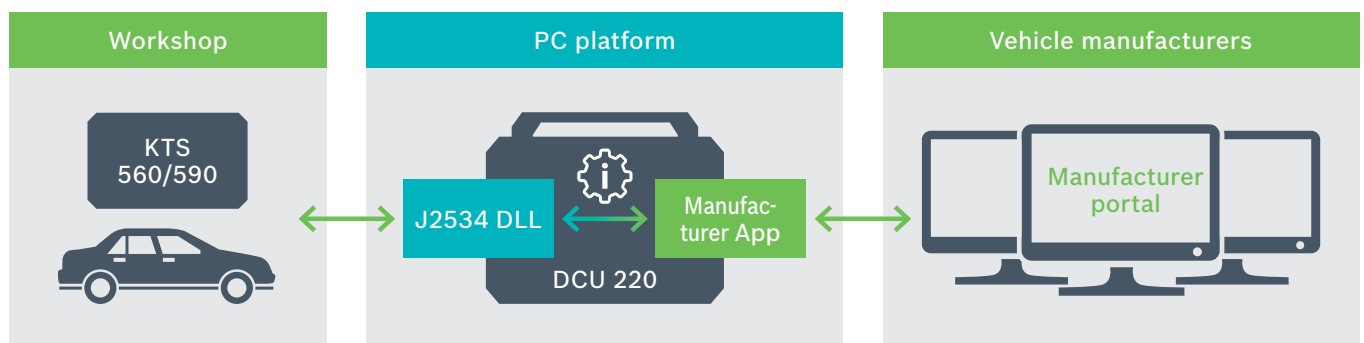 Workshop
PC platform
Vehicle manufacturers
KTS
560/590
J2534 DLL
i
Manufac-
turer App
DCU 220
Manufacturer
portal